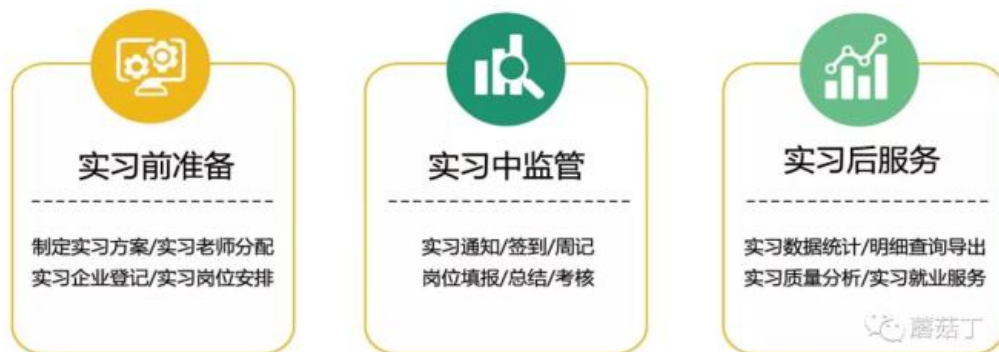 实习前准备
制定实习方案/实习老师分配
实习企业登记/实习岗位安排
实习中监管
实习通知/签到/周记
岗位填报/总结/考核
实习后服务
实习数据统计/明细查询导出
实习质量分析/实习就业服务
蘑菇丁